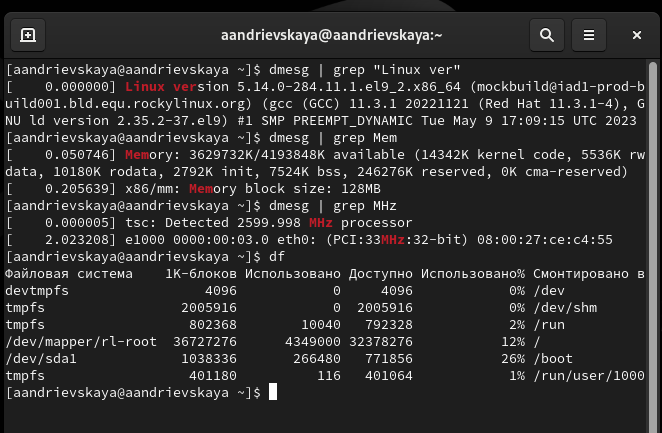 aandrievskaya@aandrievskaya:~
[aandrievskaya@aandrievskaya ~]$ dmesg | grep "Linux ver"
[    0.000000] Linux version 5.14.0-284.11.1.el9_2.x86_64 (mockbuild@iad1-prod-b
uild001.bld.equ.rockylinux.org) (gcc (GCC) 11.3.1 20221121 (Red Hat 11.3.1-4), G
NU ld version 2.35.2-37.el9) #1 SMP PREEMPT_DYNAMIC Tue May 9 17:09:15 UTC 2023
[aandrievskaya@aandrievskaya ~]$ dmesg | grep Mem
[    0.050746] Memory: 3629732K/4193848K available (14342K kernel code, 5536K rw
data, 10180K rodata, 2792K init, 7524K bss, 246276K reserved, 0K cma-reserved)
[    0.205639] x86/mm: Memory block size: 128MB
[aandrievskaya@aandrievskaya ~]$ dmesg | grep MHz
[    0.000005] tsc: Detected 2599.998 MHz processor
[    2.023208] e1000 0000:00:03.0 eth0: (PCI:33MHz:32-bit) 08:00:27:ce:c4:55
[aandrievskaya@aandrievskaya ~]$ df
Файловая система    1K-блоков Использовано Доступно Использовано% Cмонтировано в
devtmpfs                 4096            0     4096            0% /dev
tmpfs                 2005916            0  2005916            0% /dev/shm
tmpfs                  802368        10040   792328            2% /run
/dev/mapper/rl-root  36727276      4349000 32378276           12% /
/dev/sda1             1038336       266480   771856           26% /boot
tmpfs                  401180          116   401064            1% /run/user/1000
[aandrievskaya@aandrievskaya ~]$